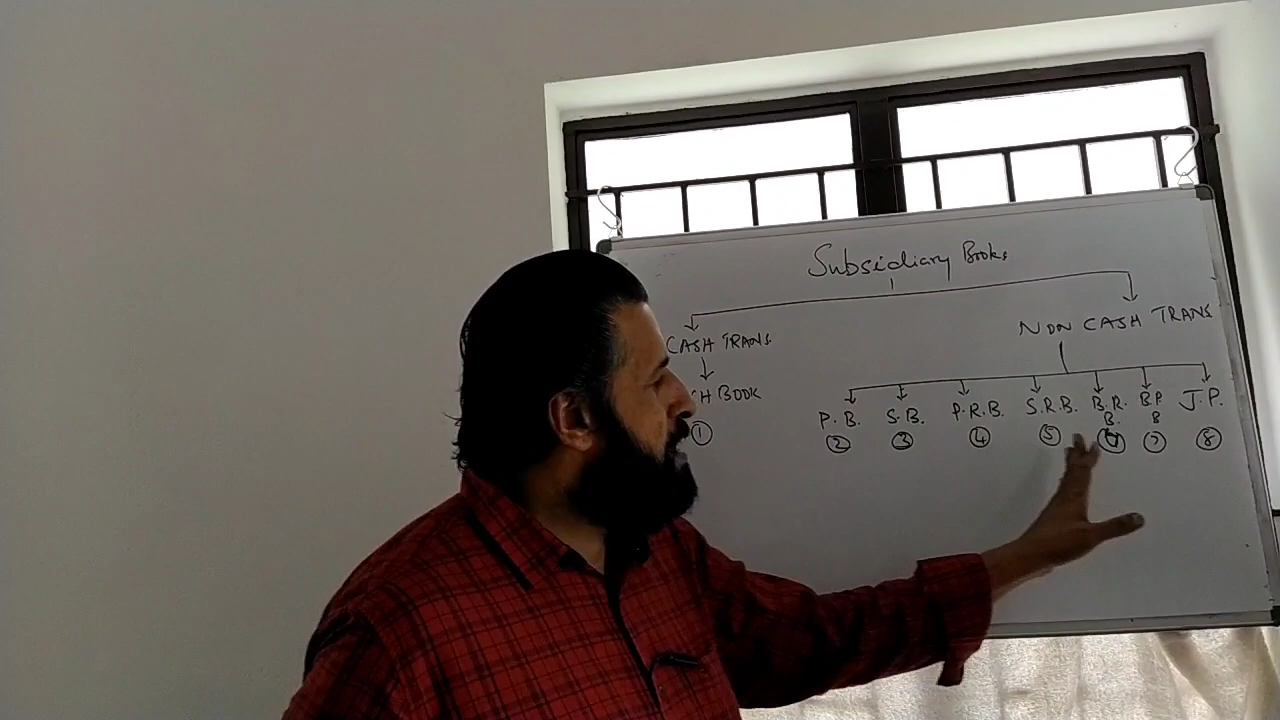 Subsidiary Books
CASH TRANS
NON CASH TRANS
H BOOK
P.B. S.B. P.R.B. S.R.B. B.R.B. B.P.B J.P.
① ② ③ ④ ⑤ ⑦ ⑧